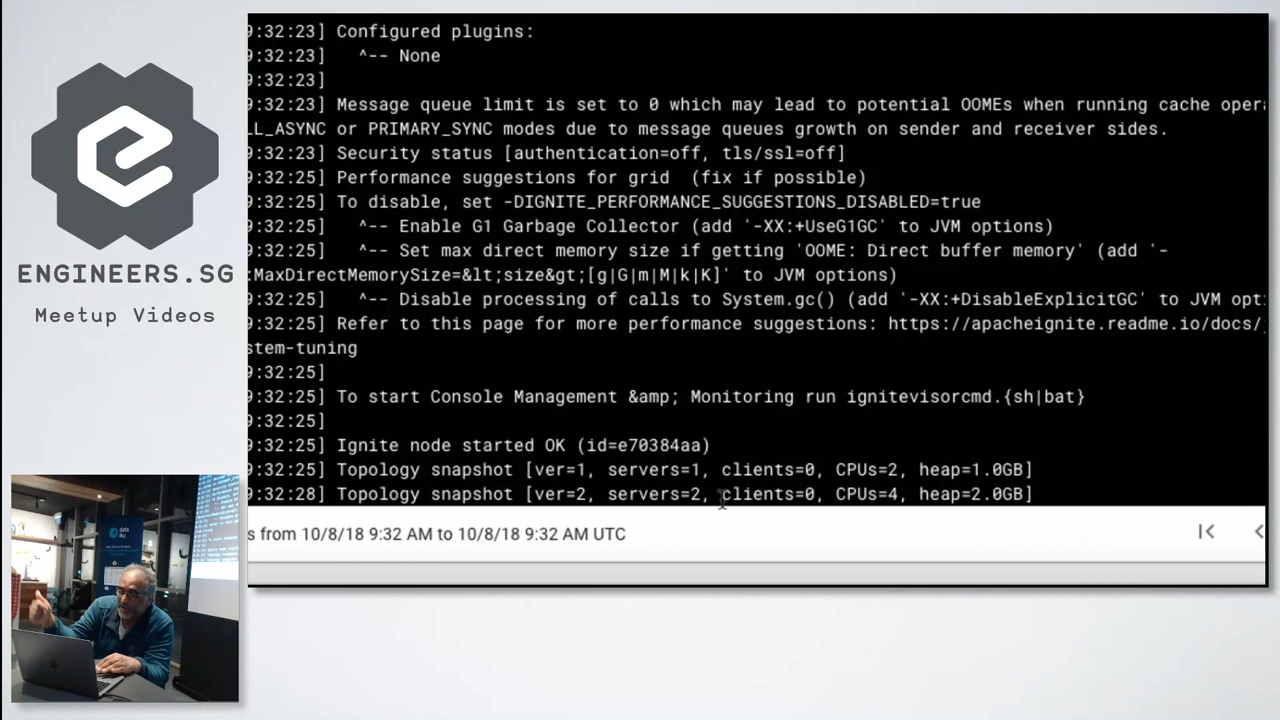 ENGINEERS.SG
Meetup Videos
9:32:23] Configured plugins:
9:32:23]   ^-- None
9:32:23]
9:32:23] Message queue limit is set to 0 which may lead to potential OOMEs when running cache oper
LL_ASYNC or PRIMARY_SYNC modes due to message queues growth on sender and receiver sides.
9:32:23] Security status [authentication=off, tls/ssl=off]
9:32:25] Performance suggestions for grid  (fix if possible)
9:32:25] To disable, set -DIGNITE_PERFORMANCE_SUGGESTIONS_DISABLED=true
9:32:25]   ^-- Enable G1 Garbage Collector (add '-XX:+UseG1GC' to JVM options)
9:32:25]   ^-- Set max direct memory size if getting 'OOME: Direct buffer memory' (add '-
:MaxDirectMemorySize=&lt;size&gt;[g|G|m|M|k|K]' to JVM options)
9:32:25]   ^-- Disable processing of calls to System.gc() (add '-XX:+DisableExplicitGC' to JVM opt
9:32:25] Refer to this page for more performance suggestions: https://apacheignite.readme.io/docs/
stem-tuning
9:32:25]
9:32:25] To start Console Management &amp; Monitoring run ignitevisorcmd.{sh|bat}
9:32:25]
9:32:25] Ignite node started OK (id=e70384aa)
9:32:25] Topology snapshot [ver=1, servers=1, clients=0, CPUs=2, heap=1.0GB]
9:32:28] Topology snapshot [ver=2, servers=2, clients=0, CPUs=4, heap=2.0GB]
s from 10/8/18 9:32 AM to 10/8/18 9:32 AM UTC